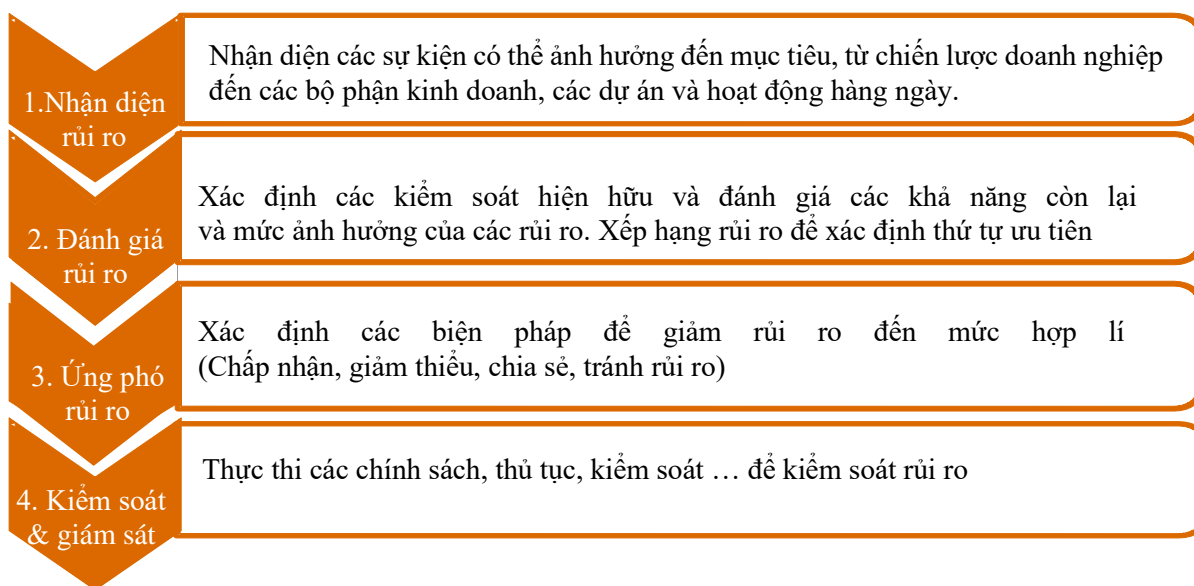 1.Nhận diện
rủi ro
Nhận diện các sự kiện có thể ảnh hưởng đến mục tiêu, từ chiến lược doanh nghiệp
đến các bộ phận kinh doanh, các dự án và hoạt động hàng ngày.
2. Đánh giá
rủi ro
Xác định các kiểm soát hiện hữu và đánh giá các khả năng còn lại
và mức ảnh hưởng của các rủi ro. Xếp hạng rủi ro để xác định thứ tự ưu tiên
3. Ứng phó
rủi ro
Xác định các biện pháp để giảm rủi ro đến mức hợp lí
(Chấp nhận, giảm thiểu, chia sẻ, tránh rủi ro)
4. Kiểm soát
& giám sát
Thực thi các chính sách, thủ tục, kiểm soát … để kiểm soát rủi ro